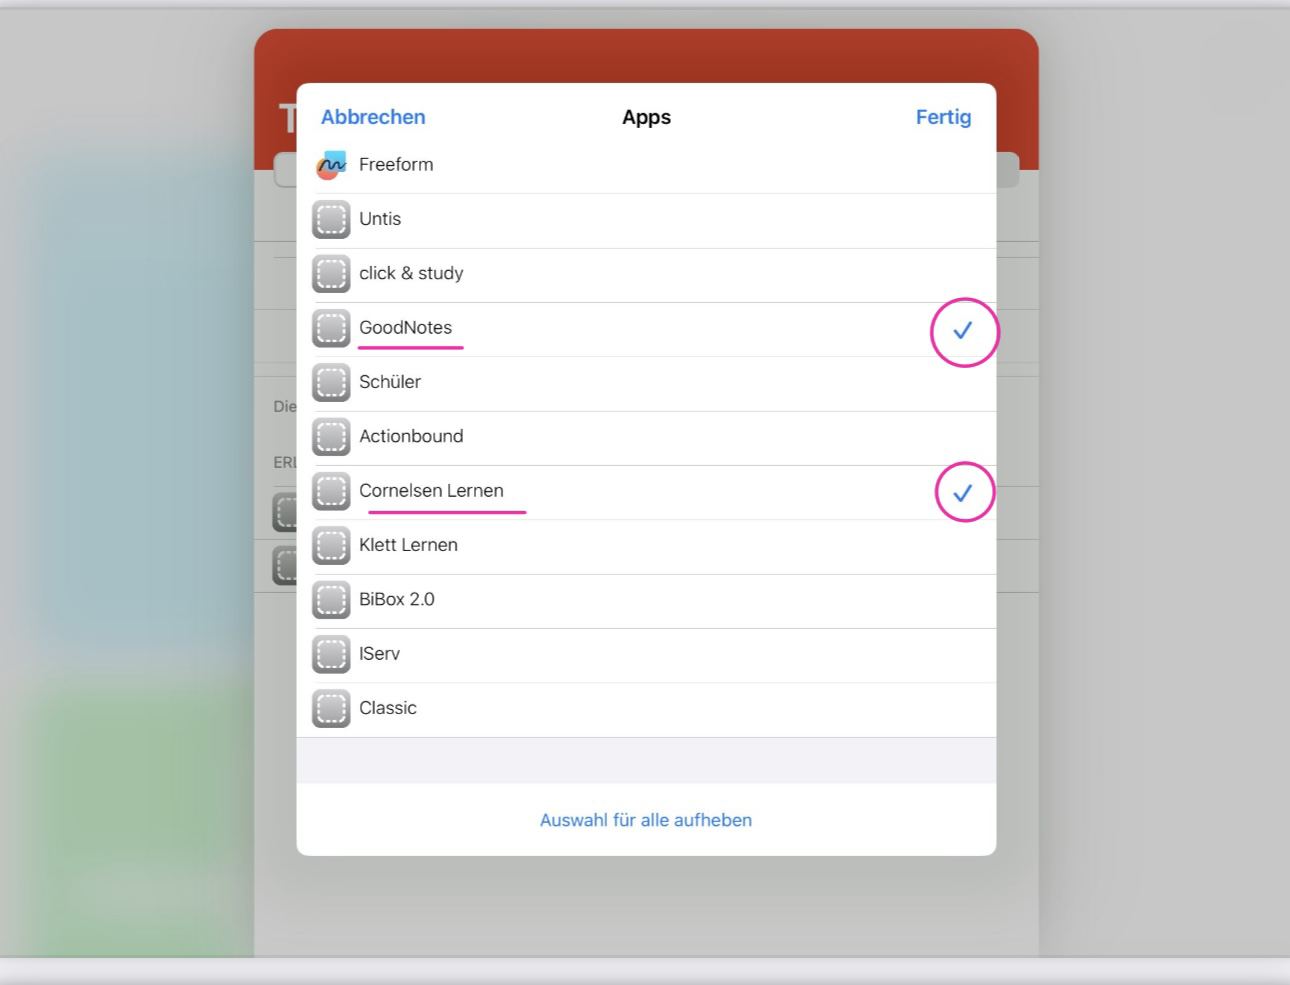 Abbrechen Apps Fertig
Freeform
Untis
click & study
GoodNotes
Schüler
Actionbound
Cornelsen Lernen
Klett Lernen
BiBox 2.0
IServ
Classic
Auswahl für alle aufheben
Die